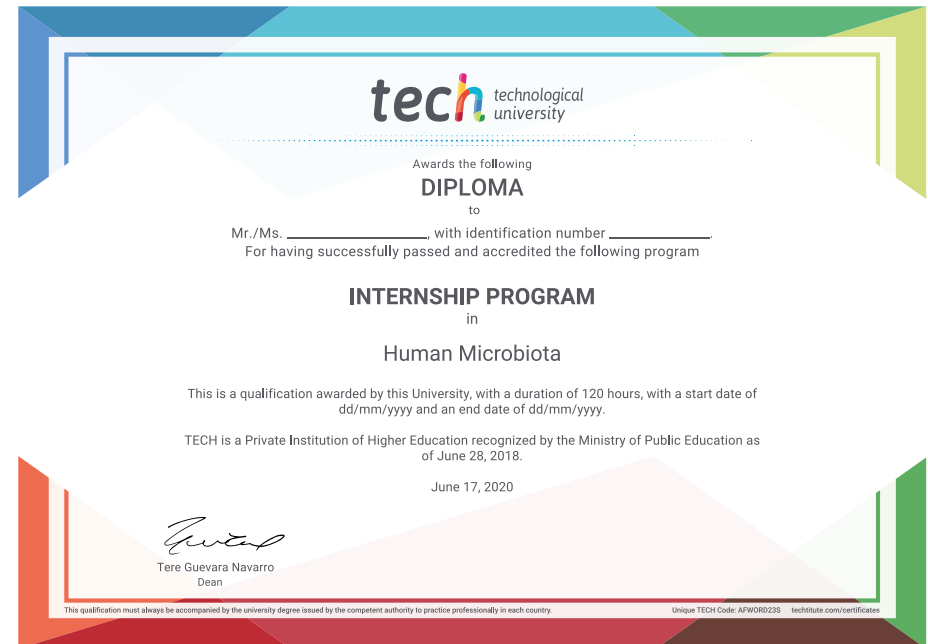 tech technological
university
Awards the following
DIPLOMA
to
Mr./Ms. ____________________, with identification number ______________.
For having successfully passed and accredited the following program
INTERNSHIP PROGRAM
in
Human Microbiota
This is a qualification awarded by this University, with a duration of 120 hours, with a start date of
dd/mm/yyyy and an end date of dd/mm/yyyy.
TECH is a Private Institution of Higher Education recognized by the Ministry of Public Education as
of June 28, 2018.
June 17, 2020
Tere Guevara Navarro
Dean
This qualification must always be accompanied by the university degree issued by the competent authority to practice professionally in each country.
Unique TECH Code: AFWORD23S techtitute.com/certificates